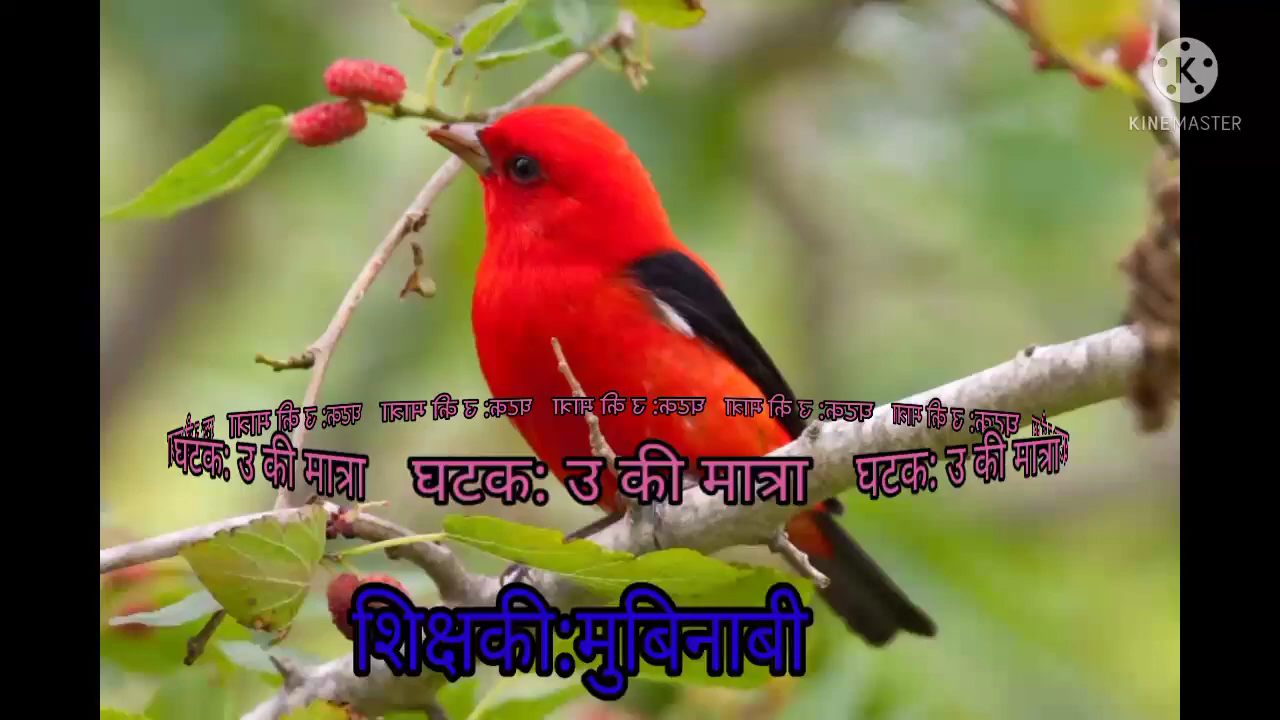 KINEMASTER
घटक: उ की मात्रा घटक: उ की मात्रा घटक: उ की मात्रा
शिक्षकी:मुबिनाबी